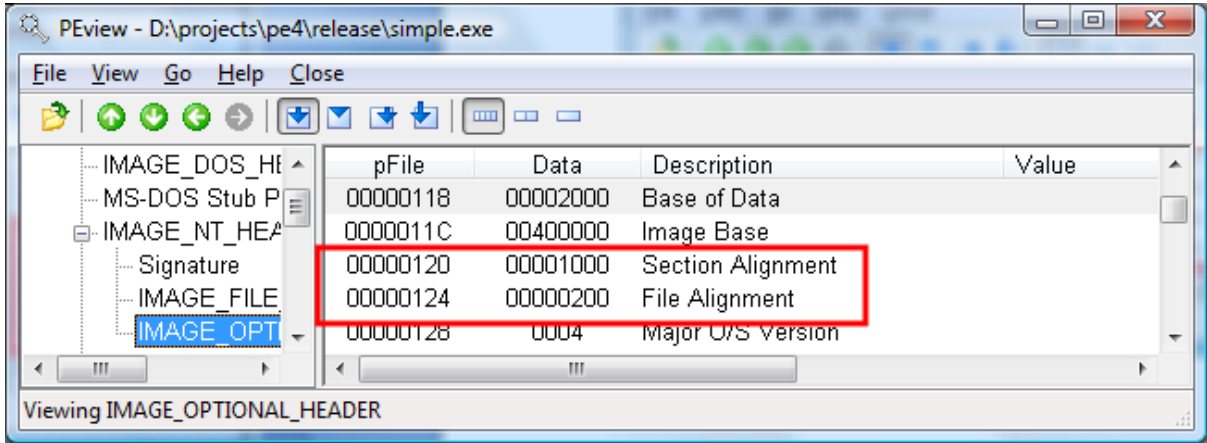 PEview - D:\projects\pe4\release\simple.exe
File View Go Help Close
pFile Data Description Value
IMAGE_DOS_HE
MS-DOS Stub P
IMAGE_NT_HEA
Signature
IMAGE_FILE_
IMAGE_OPTI
00000118 00002000 Base of Data
0000011C 00400000 Image Base
00000120 00001000 Section Alignment
00000124 00000200 File Alignment
00000128 0004 Major O/S Version
Viewing IMAGE_OPTIONAL_HEADER